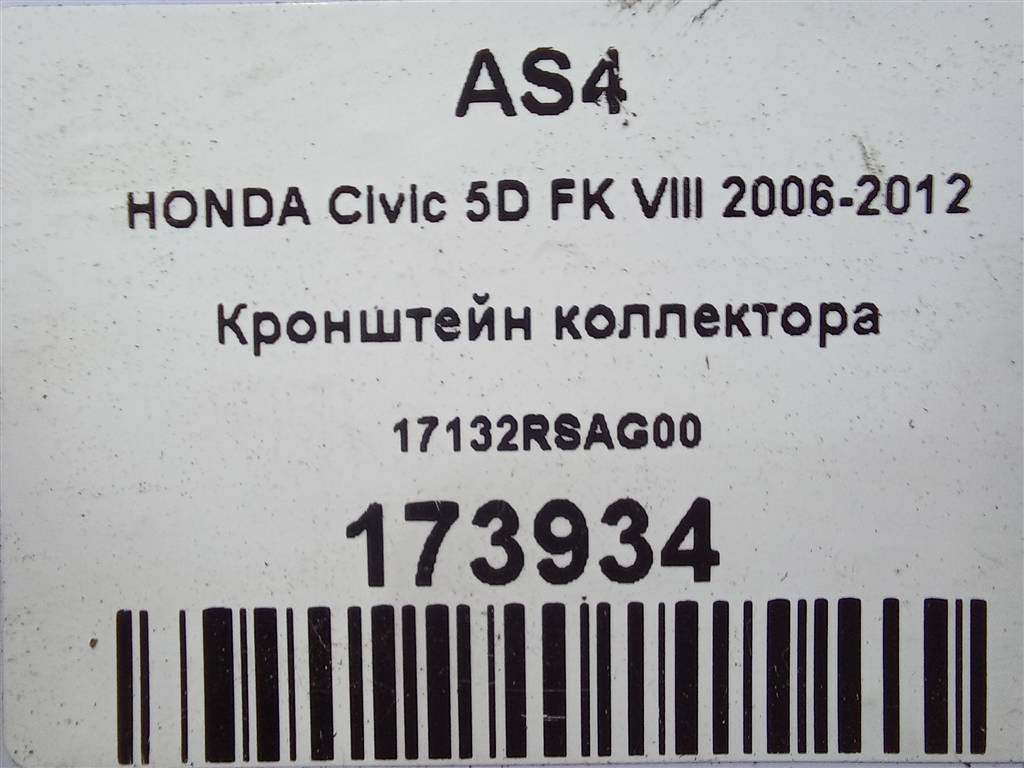 AS4
HONDA Civic 5D FK VIII 2006-2012
Кронштейн коллектора
17132RSAG00
173934